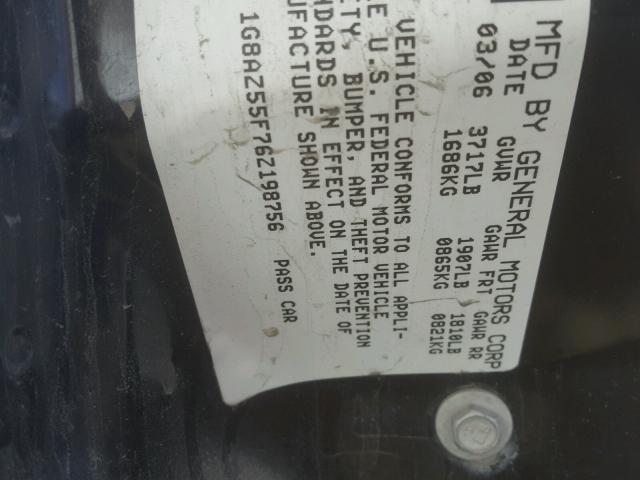 MFD BY GENERAL MOTORS CORP
DATE GVWR GAWR FRT GAWR RR
03/06 3717LB 1907LB 1810LB
1686KG 0865KG 0821KG
VEHICLE CONFORMS TO ALL APPLI-
U.S. FEDERAL MOTOR VEHICLE
ETY, BUMPER, AND THEFT PREVENTION
NDARDS IN EFFECT ON THE DATE OF
UFACTURE SHOWN ABOVE.
1G8AZ55F76Z198756 PASS CAR